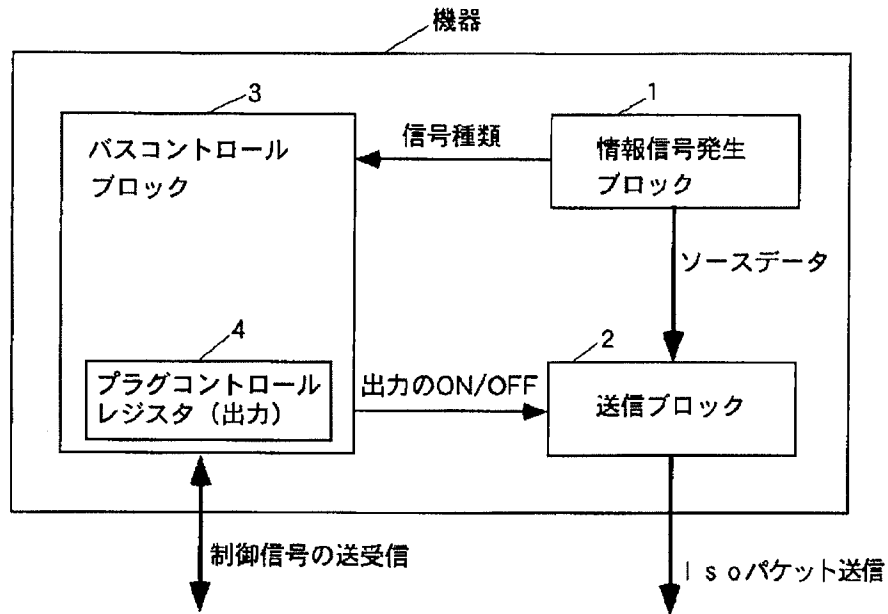 機器
3
バスコントロール
ブロック
信号種類
1
情報信号発生
ブロック
ソースデータ
4
プラグコントロール
レジスタ（出力）
出力のON/OFF
2
送信ブロック
制御信号の送受信
Ｉｓｏパケット送信